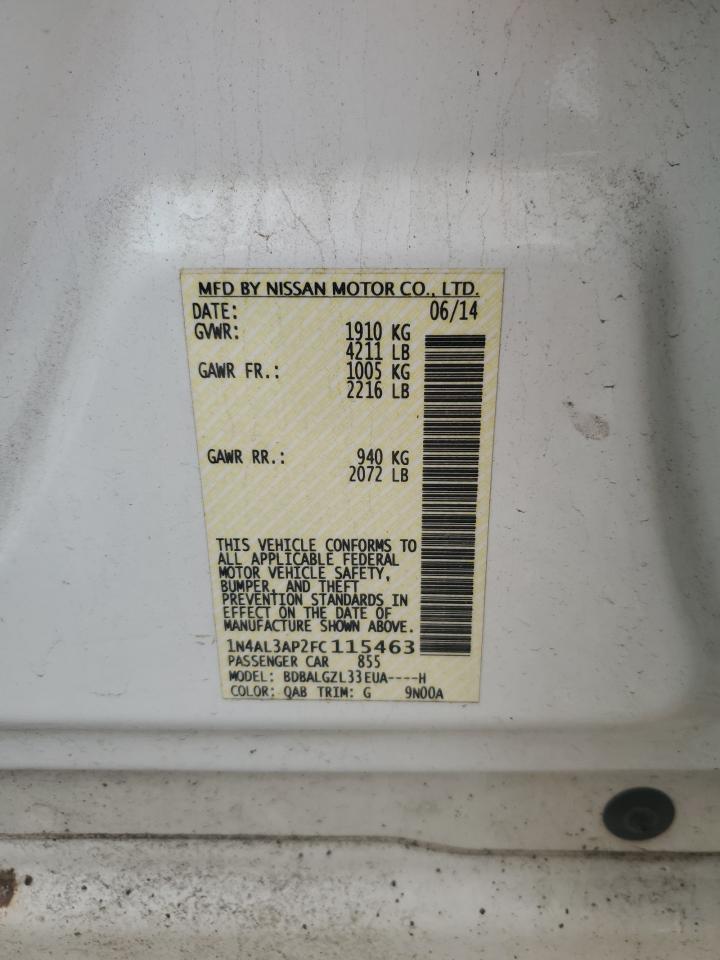 MFD BY NISSAN MOTOR CO., LTD.
DATE: 06/14
GVWR: 1910 KG
4211 LB
GAWR FR.: 1005 KG
2216 LB
GAWR RR.: 940 KG
2072 LB
THIS VEHICLE CONFORMS TO
ALL APPLICABLE FEDERAL
MOTOR VEHICLE SAFETY,
BUMPER, AND THEFT
PREVENTION STANDARDS IN
EFFECT ON THE DATE OF
MANUFACTURE SHOWN ABOVE.
1N4AL3AP2FC115463
PASSENGER CAR 855
MODEL: BDBALGZL33EUA----H
COLOR: QAB TRIM: G 9N00A